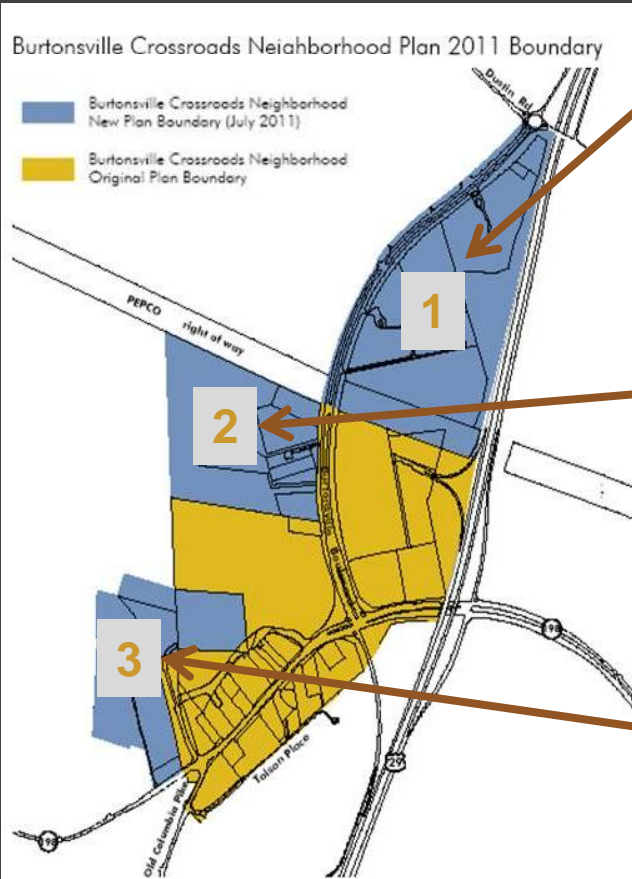 Burtonsville Crossroads Neighborhood Plan 2011 Boundary
Burtonsville Crossroads Neighborhood
New Plan Boundary (July 2011)
Burtonsville Crossroads Neighborhood
Original Plan Boundary
Dustin Rd
1
PEPCO right of way
2
3
198
29
Tolson Place
Old Columbia Pike
198